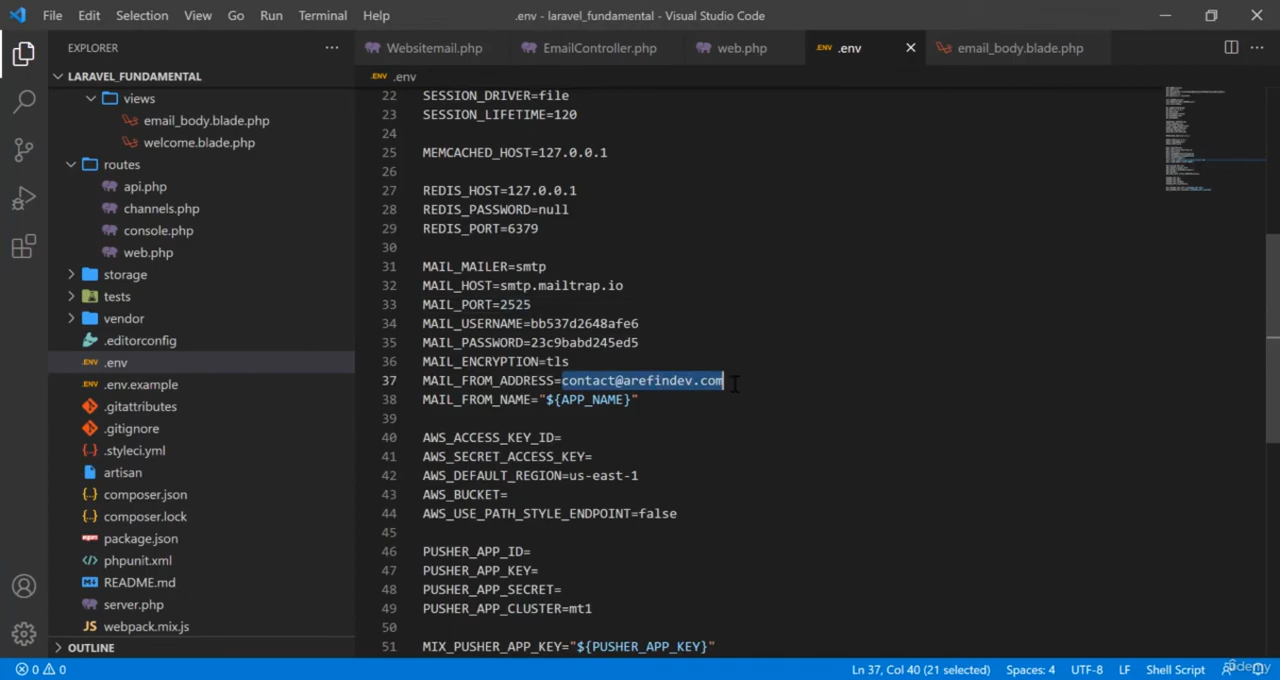 File Edit Selection View Go Run Terminal Help .env - laravel_fundamental - Visual Studio Code
EXPLORER ...
Websitemail.php EmailController.php web.php .ENV .env email_body.blade.php ...
LARAVEL_FUNDAMENTAL
views
email_body.blade.php
welcome.blade.php
routes
api.php
channels.php
console.php
web.php
storage
tests
vendor
.editorconfig
.ENV .env
.ENV .env.example
.gitattributes
.gitignore
{··} .styleci.yml
artisan
{··} composer.json
{··} composer.lock
package.json
</> phpunit.xml
README.md
server.php
JS webpack.mix.js
OUTLINE
.ENV .env
22 SESSION_DRIVER=file
23 SESSION_LIFETIME=120
24
25 MEMCACHED_HOST=127.0.0.1
26
27 REDIS_HOST=127.0.0.1
28 REDIS_PASSWORD=null
29 REDIS_PORT=6379
30
31 MAIL_MAILER=smtp
32 MAIL_HOST=smtp.mailtrap.io
33 MAIL_PORT=2525
34 MAIL_USERNAME=bb537d2648afe6
35 MAIL_PASSWORD=23c9babd245ed5
36 MAIL_ENCRYPTION=tls
37 MAIL_FROM_ADDRESS=contact@arefindev.com
38 MAIL_FROM_NAME="${APP_NAME}"
39
40 AWS_ACCESS_KEY_ID=
41 AWS_SECRET_ACCESS_KEY=
42 AWS_DEFAULT_REGION=us-east-1
43 AWS_BUCKET=
44 AWS_USE_PATH_STYLE_ENDPOINT=false
45
46 PUSHER_APP_ID=
47 PUSHER_APP_KEY=
48 PUSHER_APP_SECRET=
49 PUSHER_APP_CLUSTER=mt1
50
51 MIX_PUSHER_APP_KEY="${PUSHER_APP_KEY}"
0 0 Ln 37, Col 40 (21 selected) Spaces: 4 UTF-8 LF Shell Script
Udemy